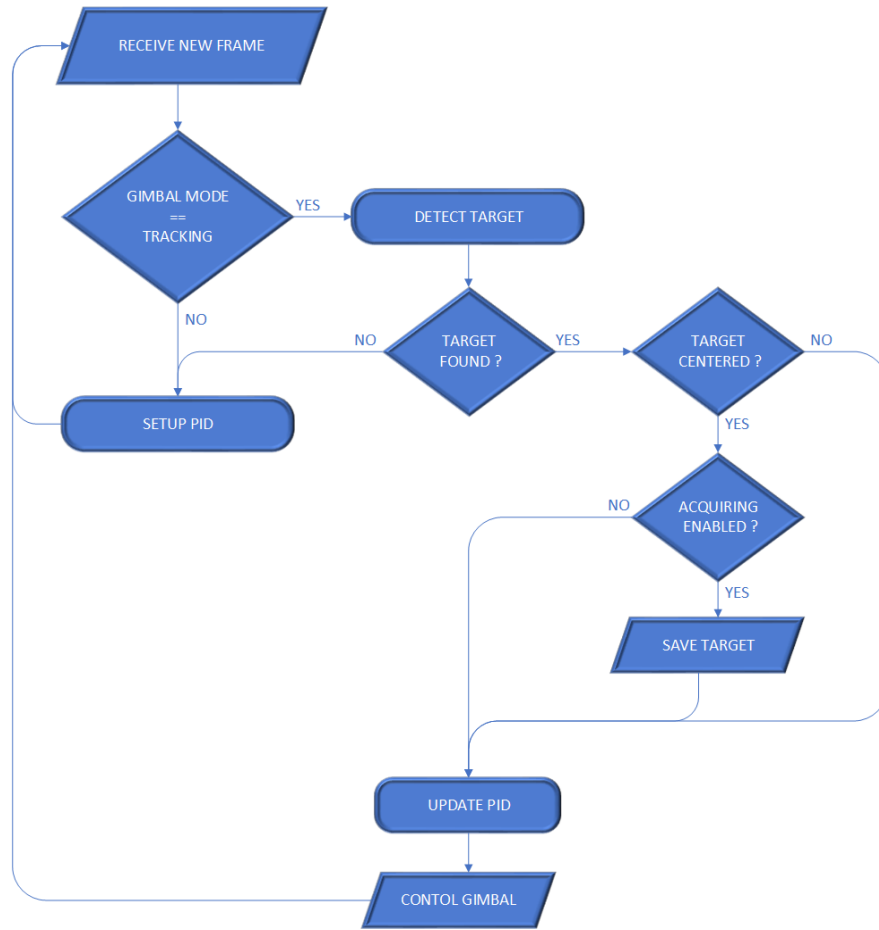 RECEIVE NEW FRAME
GIMBAL MODE
==
TRACKING
YES
DETECT TARGET
NO
NO
TARGET
FOUND ?
YES
TARGET
CENTERED ?
NO
SETUP PID
YES
NO
ACQUIRING
ENABLED ?
YES
SAVE TARGET
UPDATE PID
CONTOL GIMBAL